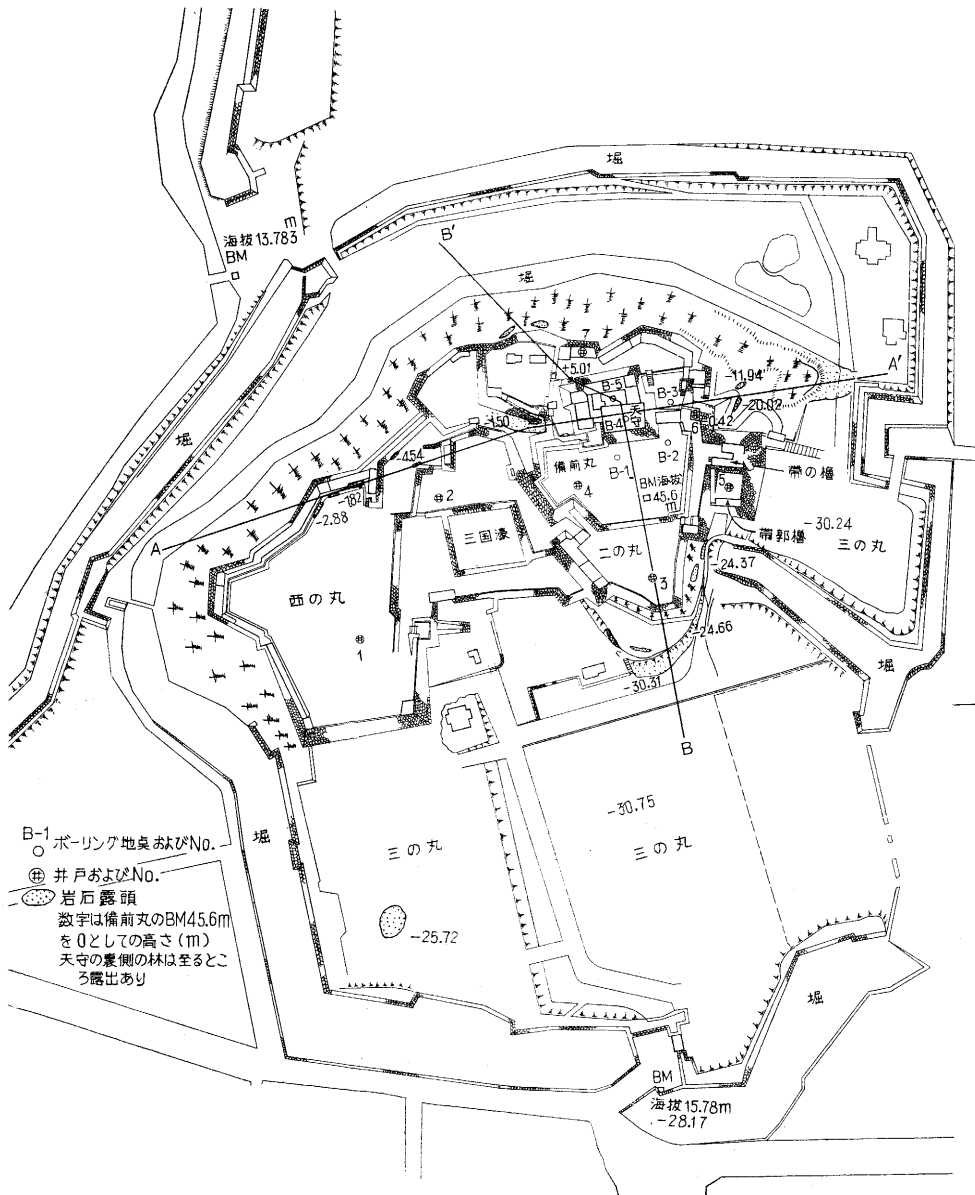 堀
m
海抜13.783
BM
B'
堀
7
+5.01
A'
11.94
-20.02
B-5
B-3
堀
天守
B-4
6
0.42
-1.50
-4.54
B-2
帯の櫓
備前丸
B-1
5
-1.82
2
4
BM海抜
45.6
m
-2.88
帶郭櫓
-30.24
三の丸
A
三国濠
二の丸
-24.37
西の丸
3
-24.66
1
堀
-30.31
B
-30.75
B-1
ボーリング地点およびNo.
堀
三の丸
三の丸
井戸およびNo.
岩石露頭
数字は備前丸のBM45.6m
を0としての高さ(m)
天守の裏側の林は至るとこ
ろ露出あり
-25.72
堀
BM
海抜15.78m
-28.17